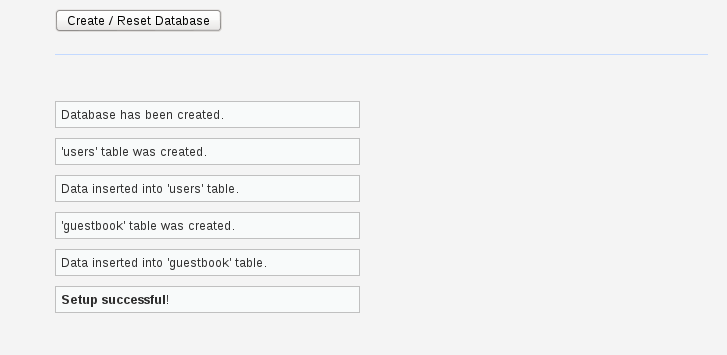 Create / Reset Database
Database has been created.
'users' table was created.
Data inserted into 'users' table.
'guestbook' table was created.
Data inserted into 'guestbook' table.
Setup successful!